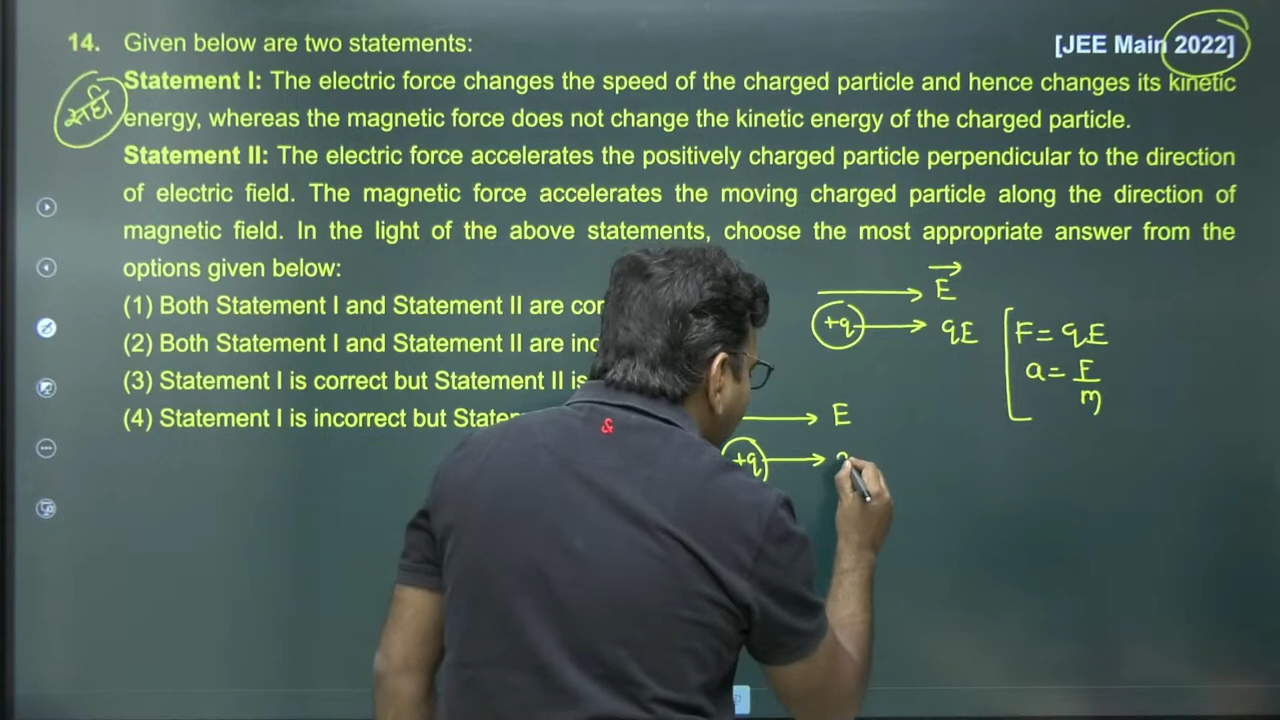 14. Given below are two statements:
[JEE Main 2022]
सही
Statement I: The electric force changes the speed of the charged particle and hence changes its kinetic
energy, whereas the magnetic force does not change the kinetic energy of the charged particle.
Statement II: The electric force accelerates the positively charged particle perpendicular to the direction
of electric field. The magnetic force accelerates the moving charged particle along the direction of
magnetic field. In the light of the above statements, choose the most appropriate answer from the
options given below:
(1) Both Statement I and Statement II are
(2) Both Statement I and Statement II are
(3) Statement I is correct but Statement II is
(4) Statement I is incorrect but
E
+q qE
F = qE
a = F/m
E
+q